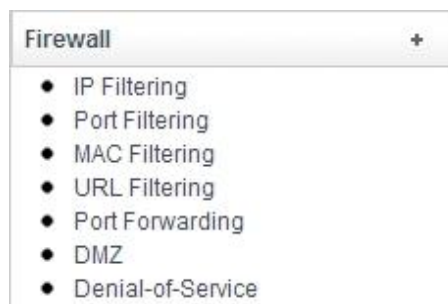 Firewall +
IP Filtering
Port Filtering
MAC Filtering
URL Filtering
Port Forwarding
DMZ
Denial-of-Service